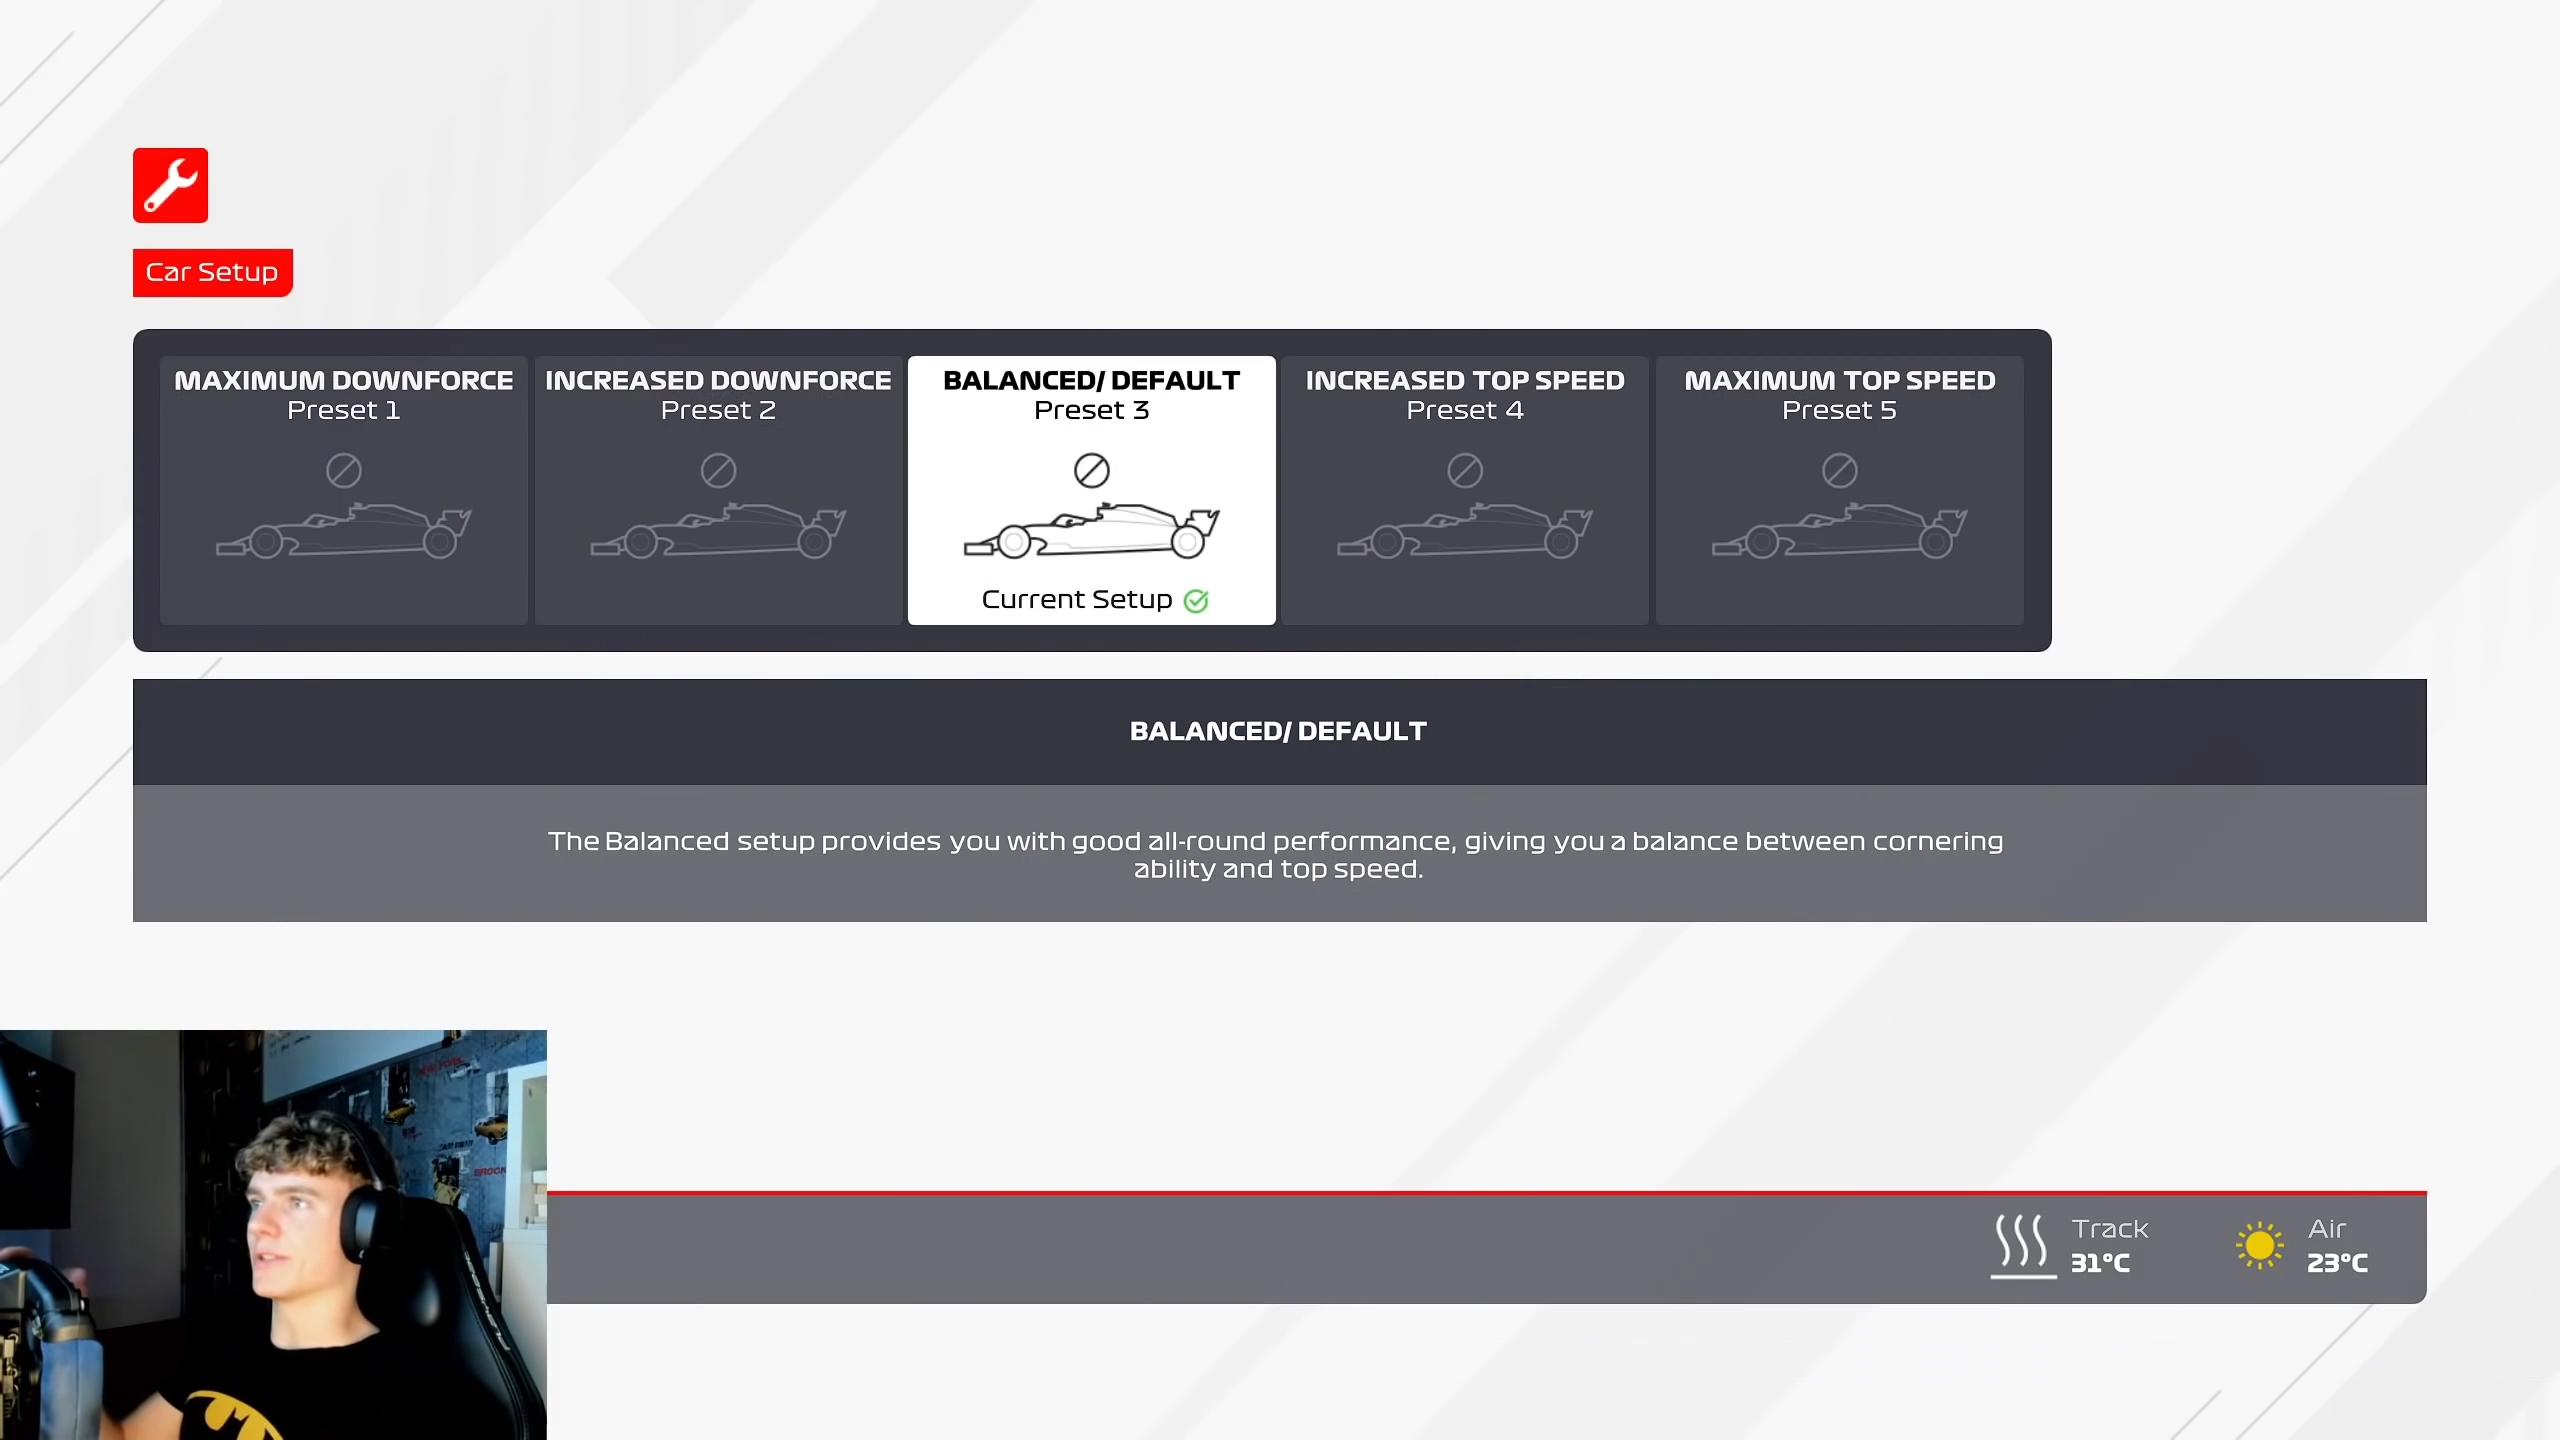 Car Setup
MAXIMUM DOWNFORCE
Preset 1
INCREASED DOWNFORCE
Preset 2
BALANCED/ DEFAULT
Preset 3
Current Setup
INCREASED TOP SPEED
Preset 4
MAXIMUM TOP SPEED
Preset 5
BALANCED/ DEFAULT
The Balanced setup provides you with good all-round performance, giving you a balance between cornering
ability and top speed.
Track
31°C
Air
23°C